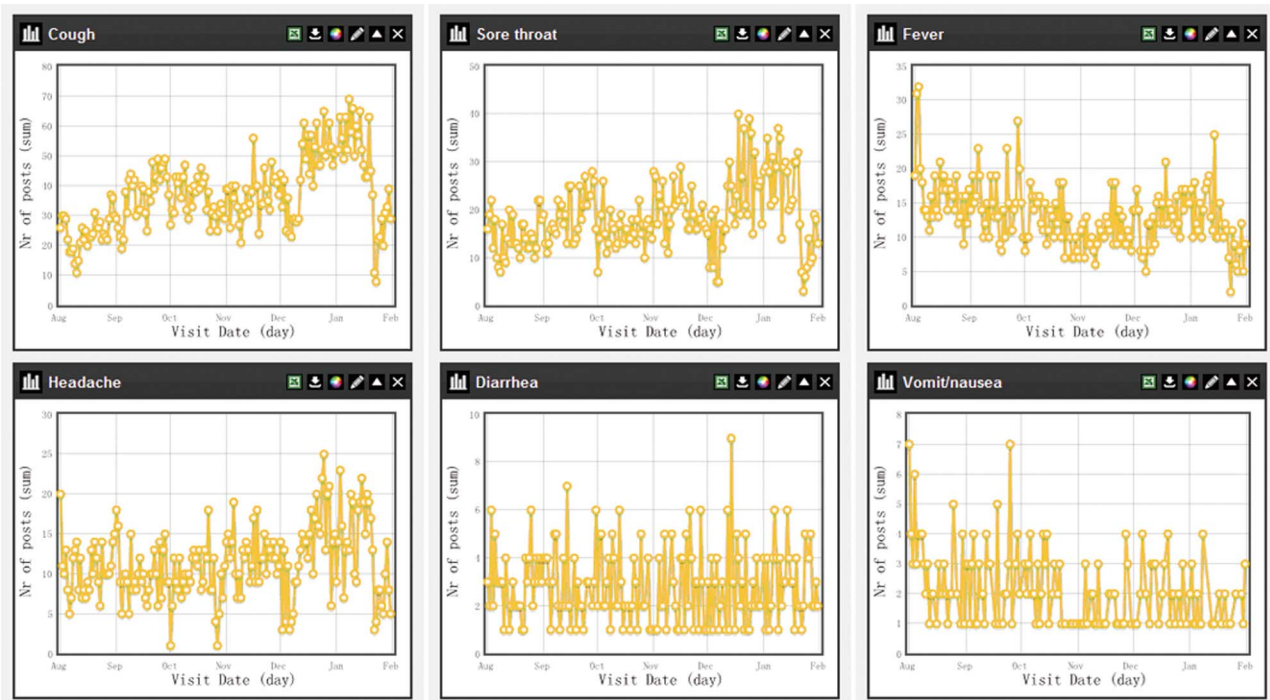 Cough
Nr of posts (sum)
80
70
60
50
40
30
20
10
0
Aug Sep Oct Nov Dec Jan Feb
Visit Date (day)
Sore throat
Nr of posts (sum)
50
40
30
20
10
0
Aug Sep Oct Nov Dec Jan Feb
Visit Date (day)
Fever
Nr of posts (sum)
35
30
25
20
15
10
5
0
Aug Sep Oct Nov Dec Jan Feb
Visit Date (day)
Headache
Nr of posts (sum)
30
25
20
15
10
5
0
Aug Sep Oct Nov Dec Jan Feb
Visit Date (day)
Diarrhea
Nr of posts (sum)
10
8
6
4
2
0
Aug Sep Oct Nov Dec Jan Feb
Visit Date (day)
Vomit/nausea
Nr of posts (sum)
8
7
6
5
4
3
2
1
0
Aug Sep Oct Nov Dec Jan Feb
Visit Date (day)